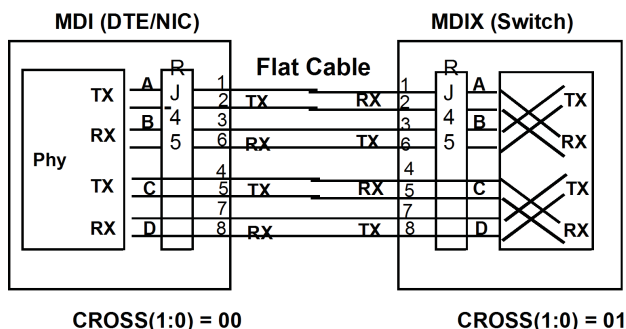 MDI (DTE/NIC)
MDIX (Switch)
Flat Cable
R
J
4
5
R
J
4
5
Phy
TX
A
1
2
TX
RX
1
2
A
TX
RX
B
3
6
RX
TX
3
6
B
RX
TX
C
4
5
TX
RX
4
5
C
TX
RX
D
7
8
RX
TX
7
8
D
RX
CROSS(1:0) = 00
CROSS(1:0) = 01